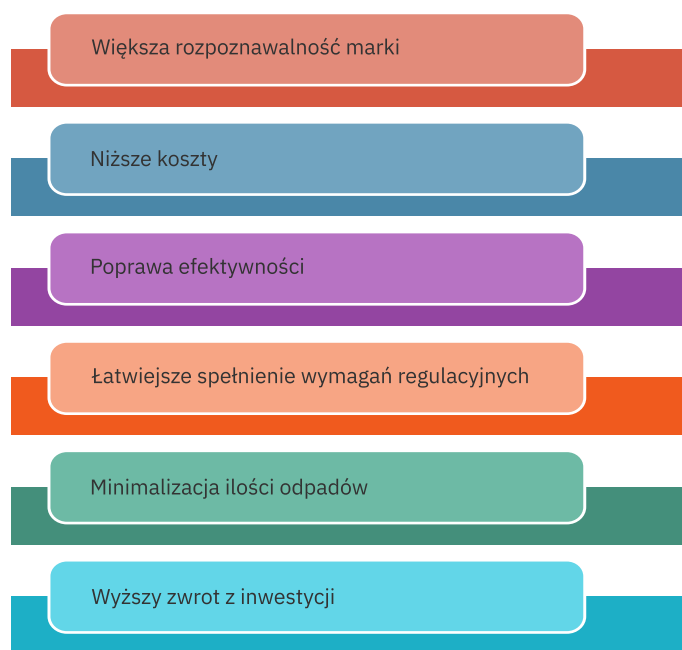 Większa rozpoznawalność marki
Niższe koszty
Poprawa efektywności
Łatwiejsze spełnienie wymagań regulacyjnych
Minimalizacja ilości odpadów
Wyższy zwrot z inwestycji